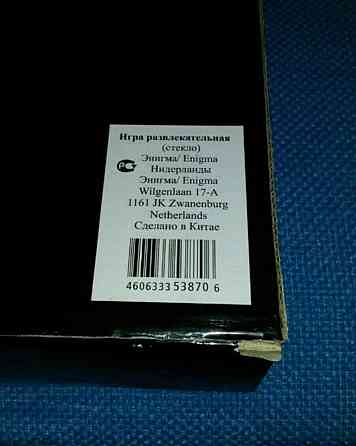 Игра развлекательная
(стекло)
Энигма/ Enigma
Нидерланды
Энигма/ Enigma
Wilgenlaan 17-A
1161 JK Zwanenburg
Netherlands
Сделано в Китае
4606333 53870 6